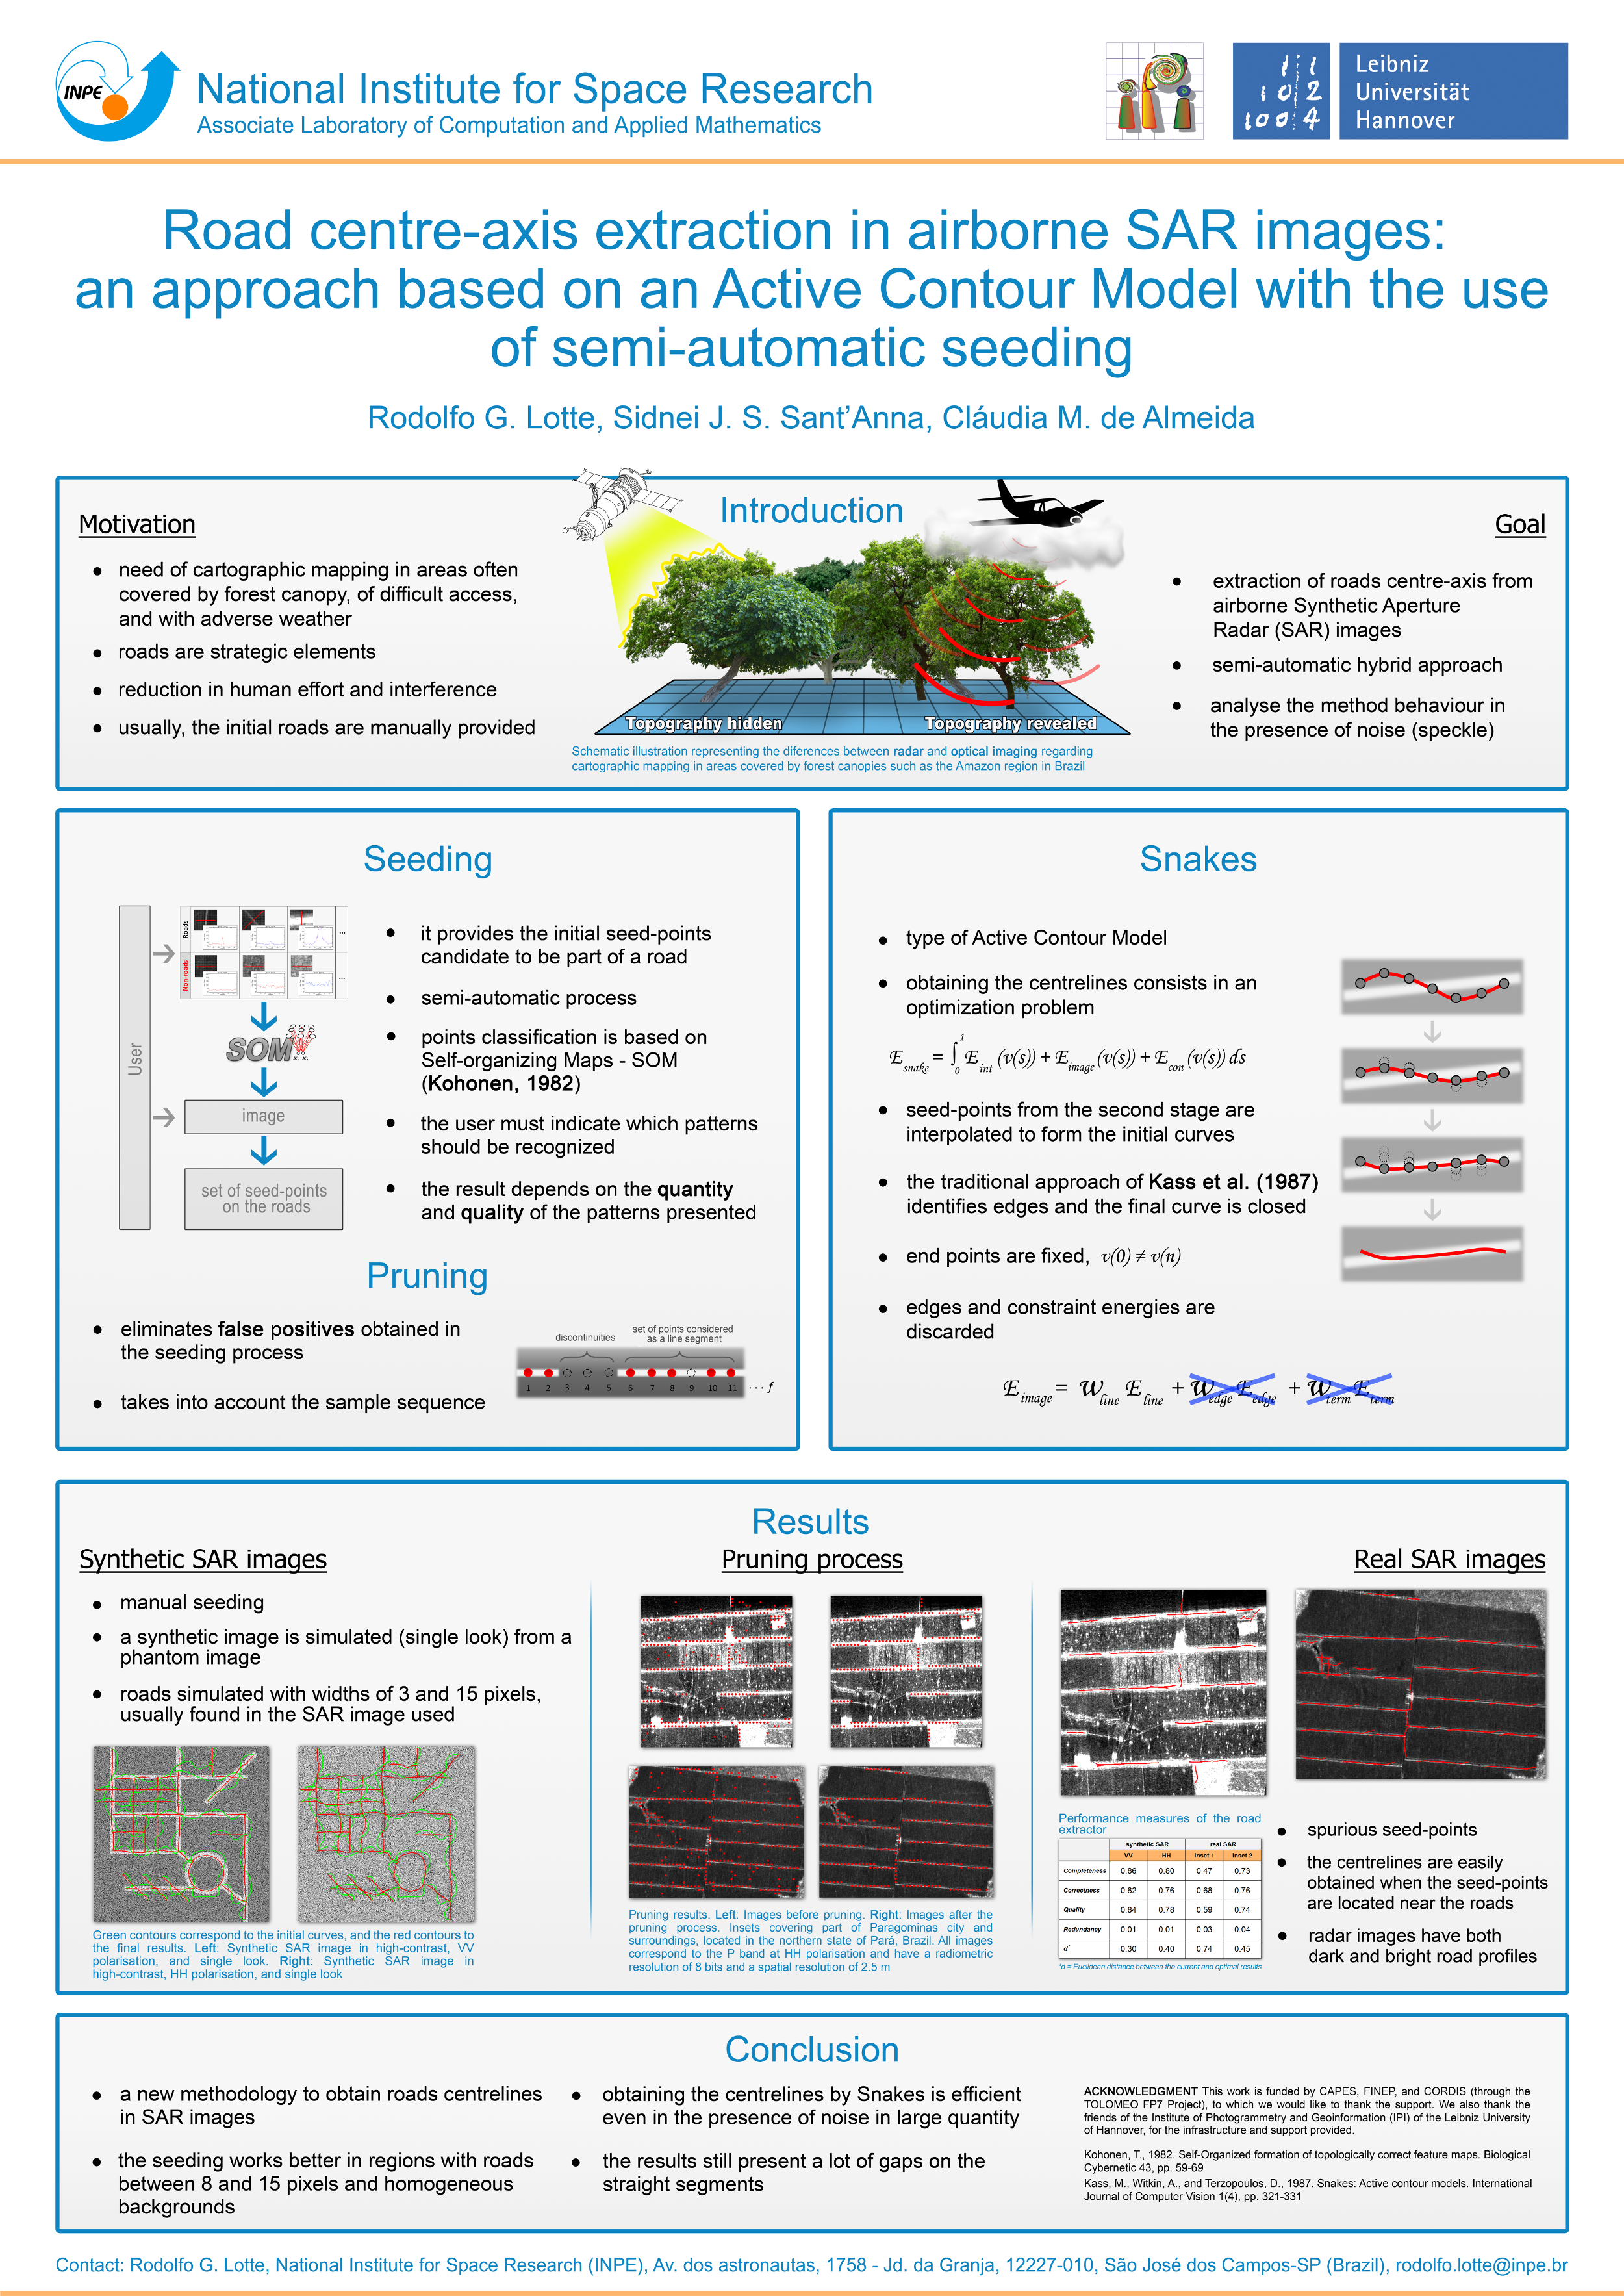 INPE
National Institute for Space Research
Associate Laboratory of Computation and Applied Mathematics
Leibniz
Universität
Hannover
Road centre-axis extraction in airborne SAR images:
an approach based on an Active Contour Model with the use
of semi-automatic seeding
Rodolfo G. Lotte, Sidnei J. S. Sant’Anna, Cláudia M. de Almeida
Introduction
Motivation
• need of cartographic mapping in areas often
covered by forest canopy, of difficult access,
and with adverse weather
• roads are strategic elements
• reduction in human effort and interference
• usually, the initial roads are manually provided
Topography hidden
Topography revealed
Schematic illustration representing the diferences between radar and optical imaging regarding
cartographic mapping in areas covered by forest canopies such as the Amazon region in Brazil
Goal
• extraction of roads centre-axis from
airborne Synthetic Aperture
Radar (SAR) images
• semi-automatic hybrid approach
• analyse the method behaviour in
the presence of noise (speckle)
Seeding
User
Roads
Non-roads
...
...
SOM
image
set of seed-points
on the roads
• it provides the initial seed-points
candidate to be part of a road
• semi-automatic process
• points classification is based on
Self-organizing Maps - SOM
(Kohonen, 1982)
• the user must indicate which patterns
should be recognized
• the result depends on the quantity
and quality of the patterns presented
Pruning
• eliminates false positives obtained in
the seeding process
• takes into account the sample sequence
discontinuities
set of points considered
as a line segment
1 2 3 4 5 6 7 8 9 10 11 ... f
Snakes
• type of Active Contour Model
• obtaining the centrelines consists in an
optimization problem
E snake = ∫ 0 1 E int (v(s)) + E image (v(s)) + E con (v(s)) ds
• seed-points from the second stage are
interpolated to form the initial curves
• the traditional approach of Kass et al. (1987)
identifies edges and the final curve is closed
• end points are fixed, v(0) ≠ v(n)
• edges and constraint energies are
discarded
E image = W line E line + W edge E edge + W term E term
Results
Synthetic SAR images
• manual seeding
• a synthetic image is simulated (single look) from a
phantom image
• roads simulated with widths of 3 and 15 pixels,
usually found in the SAR image used
Green contours correspond to the initial curves, and the red contours to
the final results. Left: Synthetic SAR image in high-contrast, VV
polarisation, and single look. Right: Synthetic SAR image in
high-contrast, HH polarisation, and single look
Pruning process
Pruning results. Left: Images before pruning. Right: Images after the
pruning process. Insets covering part of Paragominas city and
surroundings, located in the northern state of Pará, Brazil. All images
correspond to the P band at HH polarisation and have a radiometric
resolution of 8 bits and a spatial resolution of 2.5 m
Real SAR images
Performance measures of the road
extractor
synthetic SAR real SAR
VV HH inset 1 inset 2
Completeness 0.86 0.80 0.47 0.73
Correctness 0.82 0.76 0.68 0.76
Quality 0.84 0.78 0.59 0.74
Redundancy 0.01 0.01 0.03 0.04
d* 0.30 0.40 0.74 0.45
*d = Euclidean distance between the current and optimal results
• spurious seed-points
• the centrelines are easily
obtained when the seed-points
are located near the roads
• radar images have both
dark and bright road profiles
Conclusion
• a new methodology to obtain roads centrelines
in SAR images
• the seeding works better in regions with roads
between 8 and 15 pixels and homogeneous
backgrounds
• obtaining the centrelines by Snakes is efficient
even in the presence of noise in large quantity
• the results still present a lot of gaps on the
straight segments
ACKNOWLEDGMENT This work is funded by CAPES, FINEP, and CORDIS (through the
TOLOMEO FP7 Project), to which we would like to thank the support. We also thank the
friends of the Institute of Photogrammetry and Geoinformation (IPI) of the Leibniz University
of Hannover, for the infrastructure and support provided.
Kohonen, T., 1982. Self-Organized formation of topologically correct feature maps. Biological
Cybernetic 43, pp. 59-69
Kass, M., Witkin, A., and Terzopoulos, D., 1987. Snakes: Active contour models. International
Journal of Computer Vision 1(4), pp. 321-331
Contact: Rodolfo G. Lotte, National Institute for Space Research (INPE), Av. dos astronautas, 1758 - Jd. da Granja, 12227-010, São José dos Campos-SP (Brazil), rodolfo.lotte@inpe.br